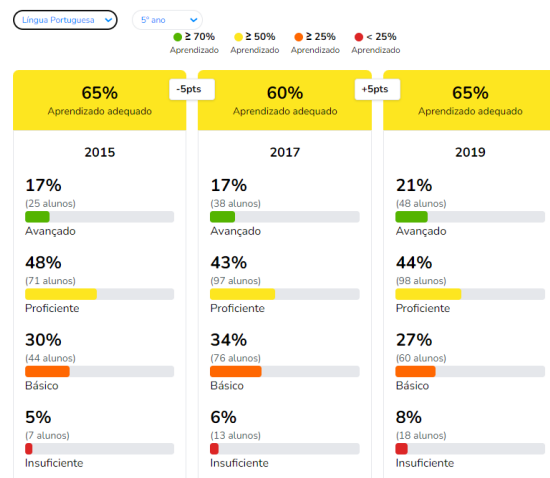 Língua Portuguesa
5º ano
≥ 70%
Aprendizado
≥ 50%
Aprendizado
≥ 25%
Aprendizado
< 25%
Aprendizado
65%
Aprendizado adequado
-5pts
60%
Aprendizado adequado
+5pts
65%
Aprendizado adequado
2015
17%
(25 alunos)
Avançado
48%
(71 alunos)
Proficiente
30%
(44 alunos)
Básico
5%
(7 alunos)
Insuficiente
2017
17%
(38 alunos)
Avançado
43%
(97 alunos)
Proficiente
34%
(76 alunos)
Básico
6%
(13 alunos)
Insuficiente
2019
21%
(48 alunos)
Avançado
44%
(98 alunos)
Proficiente
27%
(60 alunos)
Básico
8%
(18 alunos)
Insuficiente